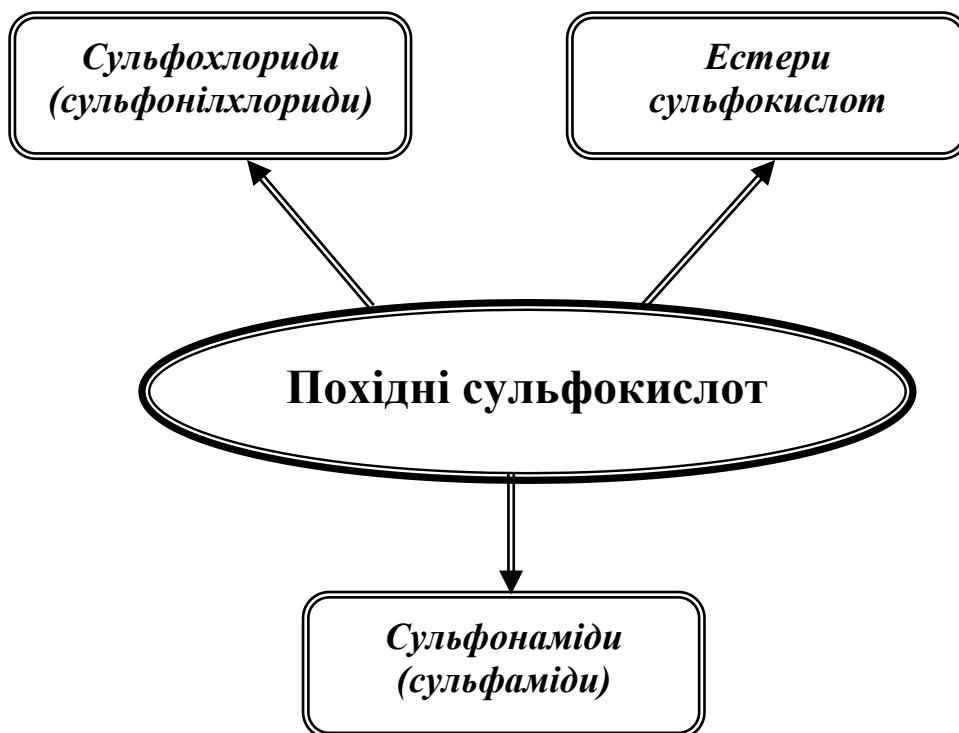 Сульфохлориди
(сульфонілхлориди)
Естери
сульфокислот
Похідні сульфокислот
Сульфонаміди
(сульфаміди)